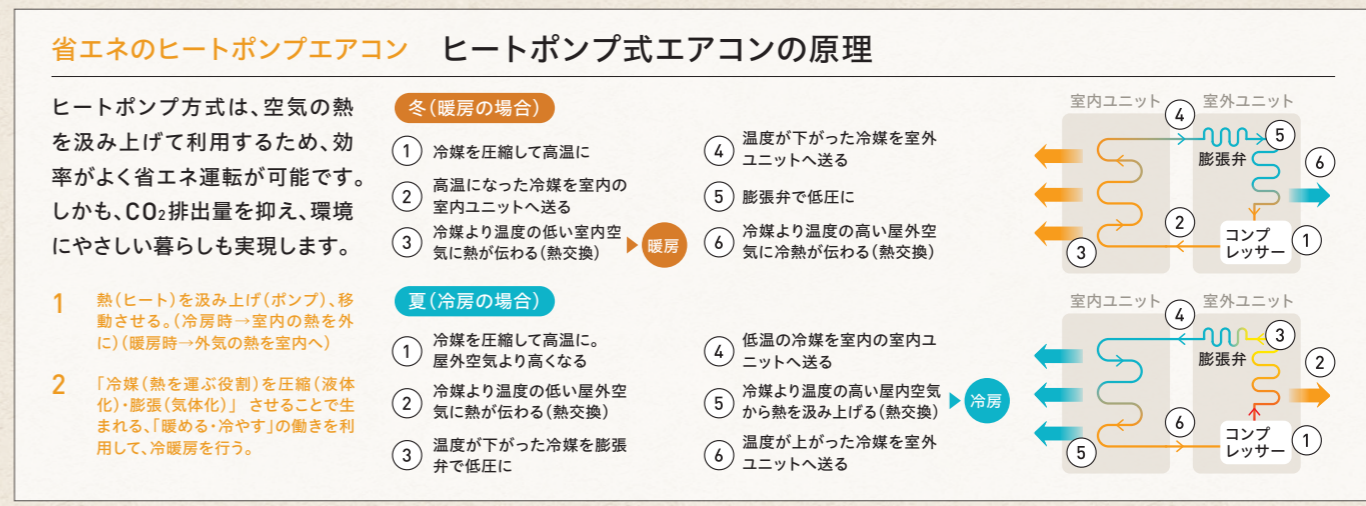 省エネのヒートポンプエアコン ヒートポンプ式エアコンの原理
ヒートポンプ方式は、空気の熱
を汲み上げて利用するため、効
率がよく省エネ運転が可能です。
しかも、CO₂排出量を抑え、環境
にやさしい暮らしも実現します。
1 熱(ヒート)を汲み上げ(ポンプ)、移
動させる。(冷房時→室内の熱を外
に)(暖房時→外気の熱を室内へ)
2 「冷媒(熱を運ぶ役割)を圧縮(液体
化)・膨張(気体化)」 させることで生
まれる、「暖める・冷やす」の働きを利
用して、冷暖房を行う。
冬(暖房の場合)
1 冷媒を圧縮して高温に
2 高温になった冷媒を室内の
室内ユニットへ送る
3 冷媒より温度の低い室内空
気に熱が伝わる(熱交換)
暖房
4 温度が下がった冷媒を室外
ユニットへ送る
5 膨張弁で低圧に
6 冷媒より温度の高い屋外空
気に冷熱が伝わる(熱交換)
室内ユニット 室外ユニット
4
5
膨張弁
6
2
3
コンプ
レッサー
1
夏(冷房の場合)
1 冷媒を圧縮して高温に。
屋外空気より高くなる
2 冷媒より温度の低い屋外空
気に熱が伝わる(熱交換)
3 温度が下がった冷媒を膨張
弁で低圧に
4 低温の冷媒を室内の室内ユ
ニットへ送る
5 冷媒より温度の高い屋内空気
から熱を汲み上げる(熱交換)
冷房
6 温度が上がった冷媒を室外
ユニットへ送る
室内ユニット 室外ユニット
4
3
膨張弁
2
6
5
コンプ
レッサー
1